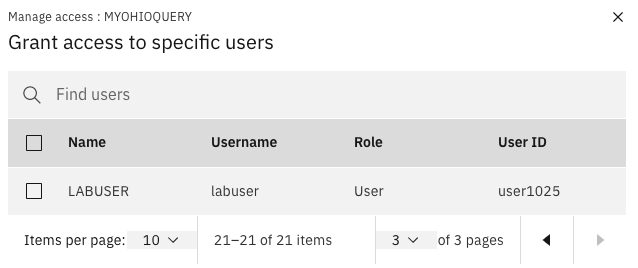 Manage access : MYOHIOQUERY
Grant access to specific users
Find users
Name Username Role User ID
LABUSER labuser User user1025
Items per page: 10 21–21 of 21 items 3 of 3 pages